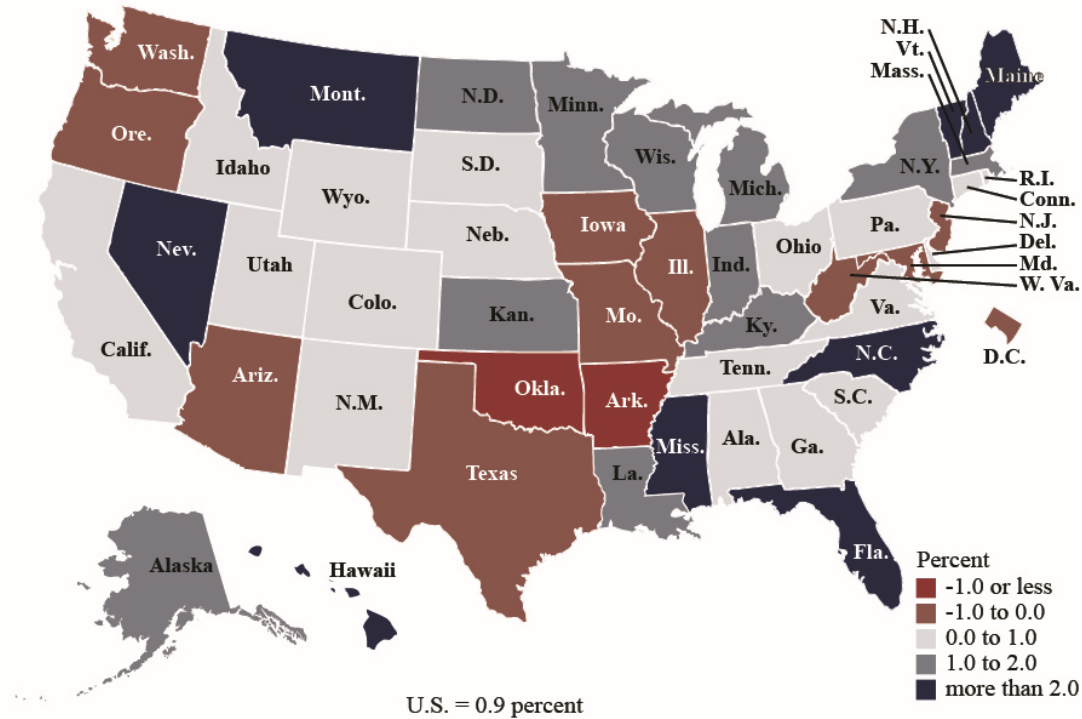 N.H.
Vt.
Mass.
Maine
Wash.
Mont.
N.D.
Minn.
Ore.
Idaho
S.D.
Wis.
Mich.
N.Y.
R.I.
Conn.
N.J.
Del.
Md.
W. Va.
Wyo.
Neb.
Iowa
Nev.
Utah
Colo.
Ill.
Ind.
Ohio
Pa.
Kan.
Mo.
Ky.
Va.
D.C.
Calif.
Ariz.
N.M.
Okla.
Ark.
Tenn.
N.C.
S.C.
Texas
La.
Miss.
Ala.
Ga.
Fla.
Alaska
Hawaii
Percent
-1.0 or less
-1.0 to 0.0
0.0 to 1.0
1.0 to 2.0
more than 2.0
U.S. = 0.9 percent